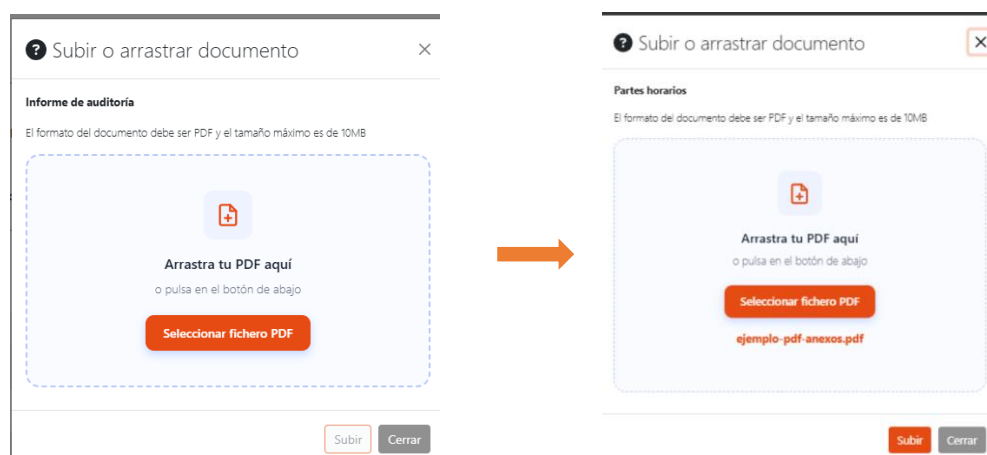 Subir o arrastrar documento
Informe de auditoría
El formato del documento debe ser PDF y el tamaño máximo es de 10MB
Arrastra tu PDF aquí
o pulsa en el botón de abajo
Seleccionar fichero PDF
Subir
Cerrar
Subir o arrastrar documento
Partes horarios
El formato del documento debe ser PDF y el tamaño máximo es de 10MB
Arrastra tu PDF aquí
o pulsa en el botón de abajo
Seleccionar fichero PDF
ejemplo-pdf-anexos.pdf
Subir
Cerrar